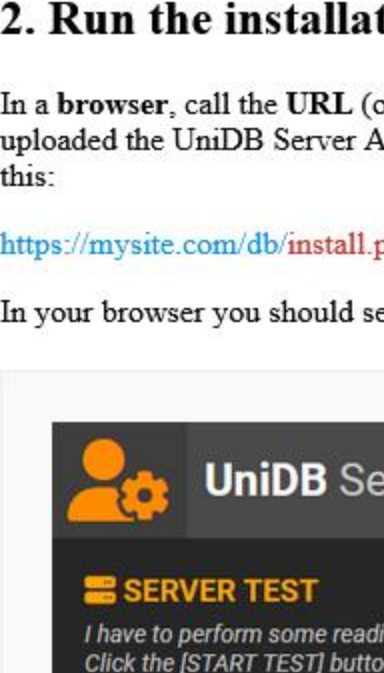 2. Run the installat
In a browser, call the URL (o
uploaded the UniDB Server A
this:
https://mysite.com/db/install.p
In your browser you should se
UniDB Se
SERVER TEST
I have to perform some readi
Click the [START TEST] butto